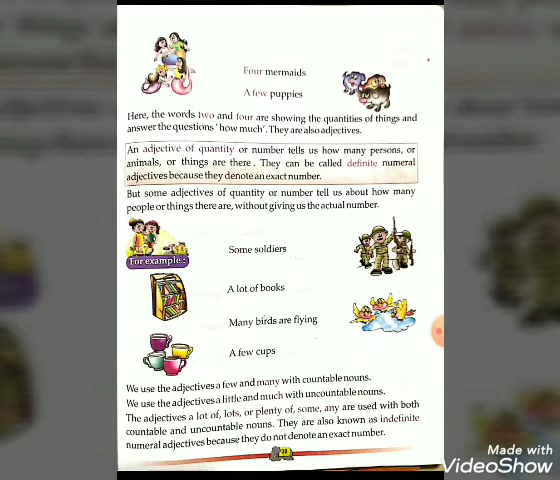 Four mermaids
A few puppies
Here, the words two and four are showing the quantities of things and
answer the questions 'how much'. They are also adjectives.
An adjective of quantity or number tells us how many persons, or
animals, or things are there. They can be called definite numeral
adjectives because they denote an exact number.
But some adjectives of quantity or number tell us about how many
people or things there are, without giving us the actual number.
For example :
Some soldiers
A lot of books
Many birds are flying
A few cups
We use the adjectives a few and many with countable nouns.
We use the adjectives a little and much with uncountable nouns.
The adjectives a lot of, lots, or plenty of, some, any are used with both
countable and uncountable nouns. They are also known as indefinite
numeral adjectives because they do not denote an exact number.
28
Made with
VideoShow